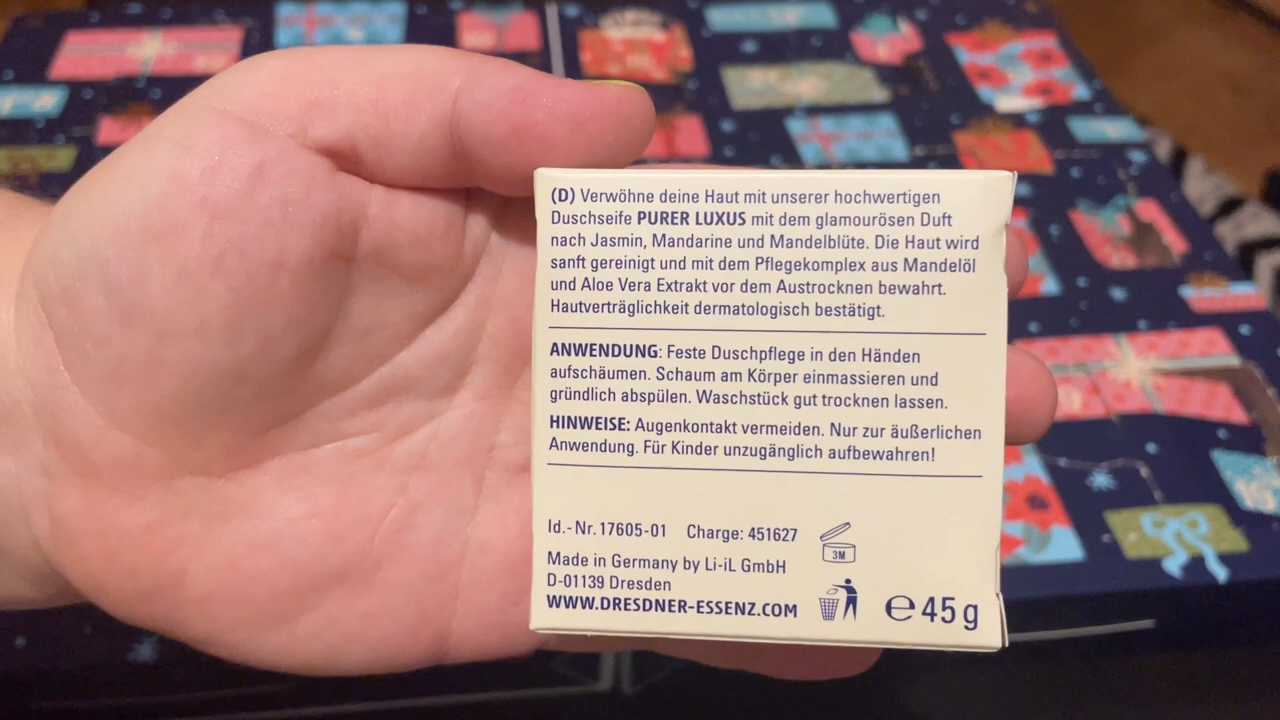 (D) Verwöhne deine Haut mit unserer hochwertigen
Duschseife PURER LUXUS mit dem glamourösen Duft
nach Jasmin, Mandarine und Mandelblüte. Die Haut wird
sanft gereinigt und mit dem Pflegekomplex aus Mandelöl
und Aloe Vera Extrakt vor dem Austrocknen bewahrt.
Hautverträglichkeit dermatologisch bestätigt.
ANWENDUNG: Feste Duschpflege in den Händen
aufschäumen. Schaum am Körper einmassieren und
gründlich abspülen. Waschstück gut trocknen lassen.
HINWEISE: Augenkontakt vermeiden. Nur zur äußerlichen
Anwendung. Für Kinder unzugänglich aufbewahren!
Id.-Nr. 17605-01 Charge: 451627
3M
Made in Germany by Li-iL GmbH
D-01139 Dresden
WWW.DRESDNER-ESSENZ.COM
℮ 45 g